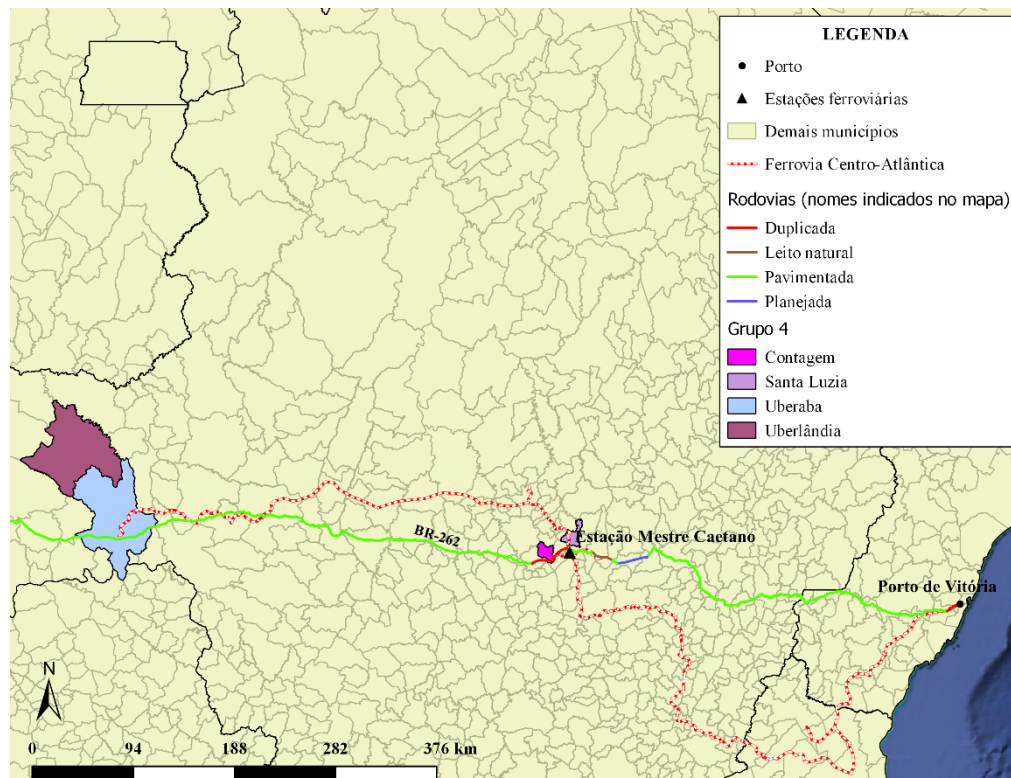 LEGENDA
Porto
Estações ferroviárias
Demais municípios
Ferrovia Centro-Atlântica
Rodovias (nomes indicados no mapa)
Duplicada
Leito natural
Pavimentada
Planejada
Grupo 4
Contagem
Santa Luzia
Uberaba
Uberlândia
BR-262
Estação Mestre Caetano
Porto de Vitória
N
0 94 188 282 376 km